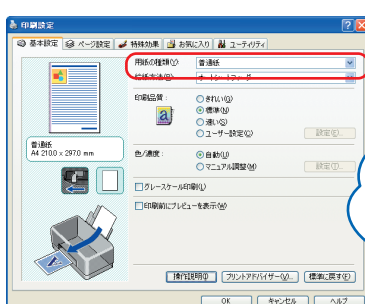 印刷設定
基本設定 ページ設定 特殊効果 お気に入り ユーティリティ
用紙の種類(Y): 普通紙
給紙方法(P): オートシートフィーダ
印刷品質: きれい(G)
標準(N)
速い(S)
ユーザー設定(C) 設定(E)...
普通紙
A4 210.0 x 297.0 mm
色/濃度: 自動(U)
マニュアル調整(M) 設定(T)...
グレースケール印刷(L)
印刷前にプレビューを表示(W)
操作説明(I) プリントアドバイザー(V)... 標準に戻す(F)
OK キャンセル ヘルプ